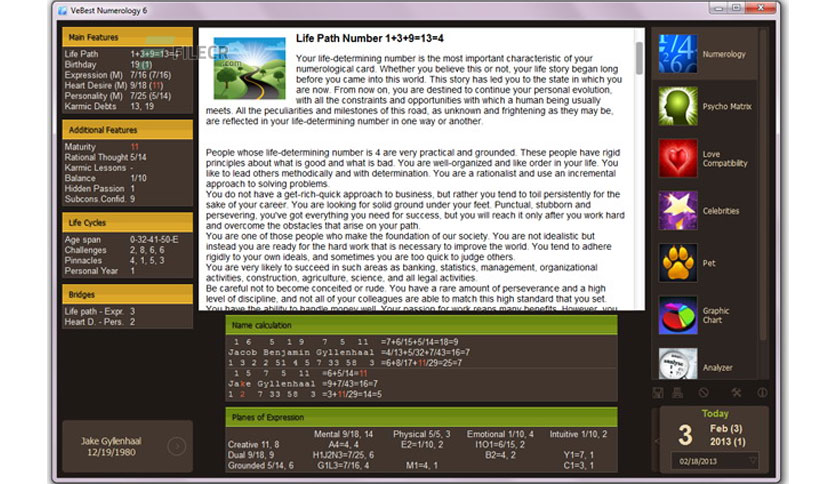 VeBest Numerology 6
Main Features
Life Path 1+3+9=13=4
Birthday 19 (1)
Expression (M) 7/16 (7/16)
Heart Desire (M) 9/18 (11)
Personality (M) 7/25 (5/14)
Karmic Debts 13, 19
FILECR
.com
Additional Features
Maturity 11
Rational Thought 5/14
Karmic Lessons -
Balance 1/10
Hidden Passion 1
Subcons.Confid. 9
Life Cycles
Age span 0-32-41-50-E
Challenges 2, 8, 6, 6
Pinnacles 4, 1, 5, 3
Personal Year 1
Bridges
Life path - Expr. 3
Heart D. - Pers. 2
Jake Gyllenhaal
12/19/1980
Life Path Number 1+3+9=13=4
Your life-determining number is the most important characteristic of your
numerological card. Whether you believe this or not, your life story began long
before you came into this world. This story has led you to the state in which you
are now. From now on, you are destined to continue your personal evolution,
with all the constraints and opportunities with which a human being usually
meets. All the peculiarities and milestones of this road, as unknown and frightening as they may be,
are reflected in your life-determining number in one way or another.
People whose life-determining number is 4 are very practical and grounded. These people have rigid
principles about what is good and what is bad. You are well-organized and like order in your life. You
like to lead others methodically and with determination. You are a rationalist and use an incremental
approach to solving problems.
You do not have a get-rich-quick approach to business, but rather you tend to toil persistently for the
sake of your career. You are looking for solid ground under your feet. Punctual, stubborn and
persevering, you've got everything you need for success, but you will reach it only after you work hard
and overcome the obstacles that arise on your path.
You are one of those people who make the foundation of our society. You are not idealistic but
instead you are ready for the hard work that is necessary to improve the world. You tend to adhere
rigidly to your own ideals, and sometimes you are too quick to judge others.
You are very likely to succeed in such areas as banking, statistics, management, organizational
activities, construction, agriculture, science, and all legal activities.
Be careful not to become conceited or rude. You have a rare amount of perseverance and a high
level of discipline, and not all of your colleagues are able to match this high standard that you set.
You have the ability to handle money well. Your passion for work reaps many benefits. However, you
Name calculation
1 6 5 1 9 7 5 11 =7+6/15+5/14=18=9
Jacob Benjamin Gyllenhaal =4/13+5/32+7/43=16=7
1 3 2 2 51 4 5 7 33 58 3 =6+8/17+11/29=25=7
1 5 7 5 11 =6+5/14=11
Jake Gyllenhaal =9+7/43=16=7
1 2 7 33 58 3 =3+11/29=14=5
Planes of Expression
Mental 9/18, 14 Physical 5/5, 3 Emotional 1/10, 4 Intuitive 1/10, 2
Creative 11, 8 A4=4, 4 E2=1/10, 2 I1O1=6/15, 2
Dual 9/18, 9 H1J2N3=7/25, 6 B2=4, 2 Y1=7, 1
Grounded 5/14, 6 G1L3=7/16, 4 M1=4, 1 C1=3, 1
Numerology
Psycho Matrix
Love
Compatibility
Celebrities
Pet
Graphic
Chart
Analyzer
Today
3
Feb (3)
2013 (1)
02/18/2013